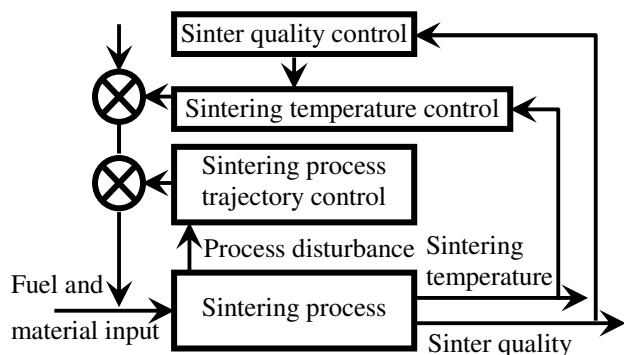 Sinter quality control
Sintering temperature control
Sintering process
trajectory control
Process disturbance
Sintering
temperature
Fuel and
material input
Sintering process
Sinter quality